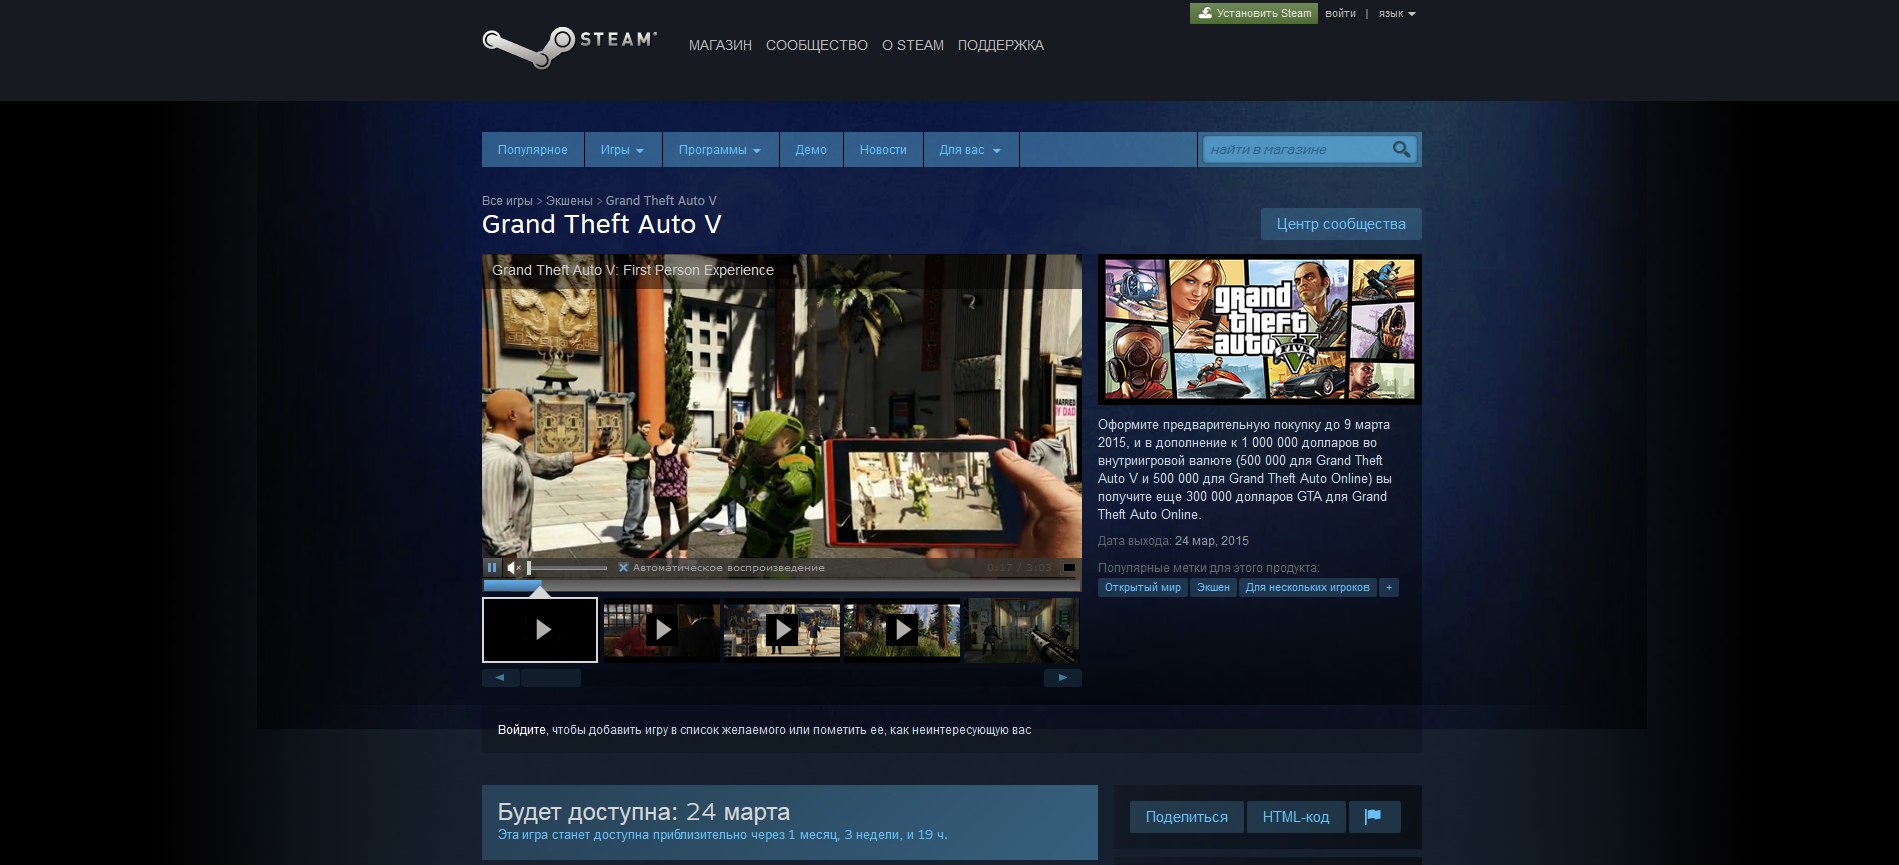 Установить Steam войти | язык
STEAM
МАГАЗИН СООБЩЕСТВО О STEAM ПОДДЕРЖКА
Популярное Игры Программы Демо Новости Для вас найти в магазине
Все игры > Экшены > Grand Theft Auto V
Grand Theft Auto V
Центр сообщества
Grand Theft Auto V: First Person Experience
grand
theft
auto V
FIVE
MARRIED
MY DAD
Оформите предварительную покупку до 9 марта
2015, и в дополнение к 1 000 000 долларов во
внутриигровой валюте (500 000 для Grand Theft
Auto V и 500 000 для Grand Theft Auto Online) вы
получите еще 300 000 долларов GTA для Grand
Theft Auto Online.
Дата выхода: 24 мар, 2015
Популярные метки для этого продукта:
Открытый мир Экшен Для нескольких игроков +
Автоматическое воспроизведение 0:17 / 3:03
Войдите, чтобы добавить игру в список желаемого или пометить ее, как неинтересующую вас
Будет доступна: 24 марта
Эта игра станет доступна приблизительно через 1 месяц, 3 недели, и 19 ч.
Поделиться HTML-код